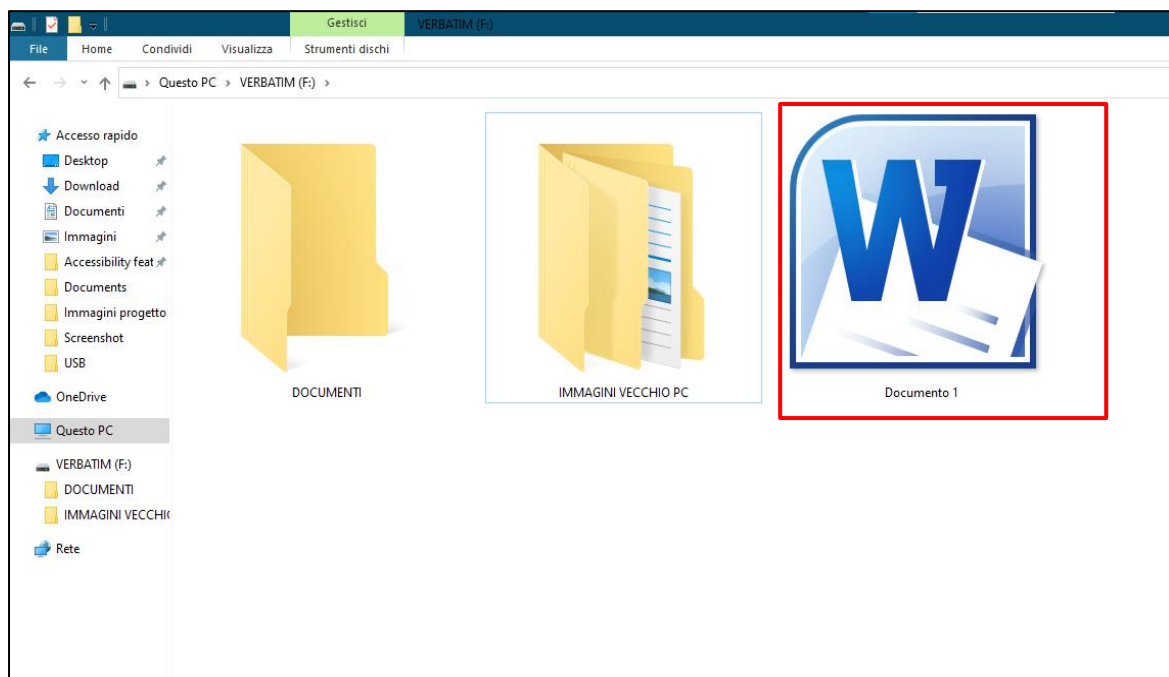 Gestisci
VERBATIM (F:)
File
Home
Condividi
Visualizza
Strumenti dischi
Questo PC
VERBATIM (F:)
Accesso rapido
Desktop
Download
Documenti
Immagini
Accessibility feat
Documents
Immagini progetto
Screenshot
USB
OneDrive
Questo PC
VERBATIM (F:)
DOCUMENTI
IMMAGINI VECCHI
Rete
DOCUMENTI
IMMAGINI VECCHIO PC
W
Documento 1